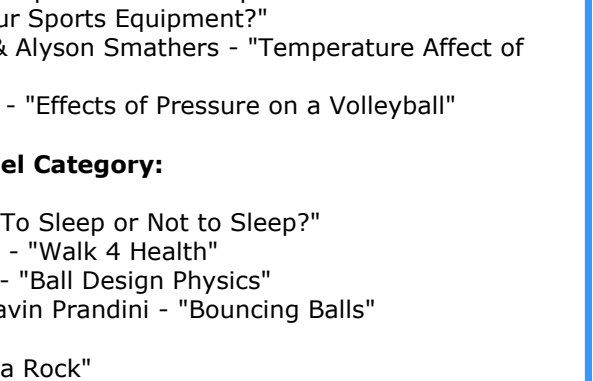 ur Sports Equipment?"
& Alyson Smathers - "Temperature Affect of
- "Effects of Pressure on a Volleyball"
el Category:
To Sleep or Not to Sleep?"
- "Walk 4 Health"
- "Ball Design Physics"
avin Prandini - "Bouncing Balls"
a Rock"